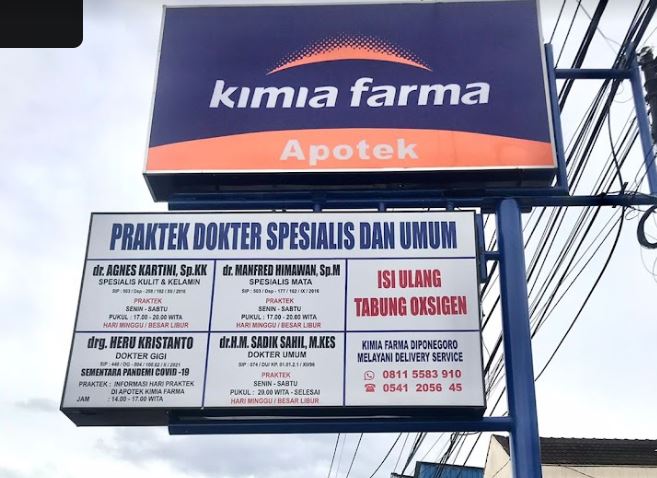 kimia farma
Apotek
PRAKTEK DOKTER SPESIALIS DAN UMUM
dr. AGNES KARTINI, Sp.KK
SPESIALIS KULIT & KELAMIN
PRAKTEK
SENIN - SABTU
PUKUL : 17.00 - 20.00 WITA
HARI MINGGU / BESAR LIBUR
dr. MANFRED HIMAWAN, Sp.M
SPESIALIS MATA
PRAKTEK
SENIN - SABTU
PUKUL : 17.00 - 20.00 WITA
HARI MINGGU / BESAR LIBUR
ISI ULANG
TABUNG OXSIGEN
drg. HERU KRISTANTO
DOKTER GIGI
SEMENTARA PANDEMI COVID -19
PRAKTEK : INFORMASI HARI PRAKTEK
DI APOTEK KIMIA FARMA
JAM : 14.00 - 17.00 WITA
dr.H.M. SADIK SAHIL, M.KES
DOKTER UMUM
PRAKTEK
SENIN - SABTU
PUKUL : 20.00 WITA - SELESAI
HARI MINGGU / BESAR LIBUR
KIMIA FARMA DIPONEGORO
MELAYANI DELIVERY SERVICE
0811 5583 910
0541 2056 45